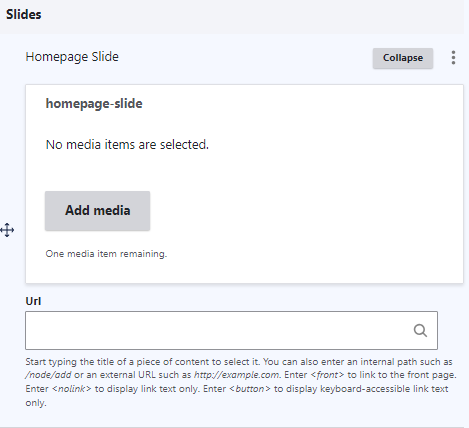 Slides
Homepage Slide
Collapse
homepage-slide
No media items are selected.
Add media
One media item remaining.
Url
Start typing the title of a piece of content to select it. You can also enter an internal path such as
/node/add or an external URL such as http://example.com. Enter <front> to link to the front page.
Enter <nolink> to display link text only. Enter <button> to display keyboard-accessible link text
only.